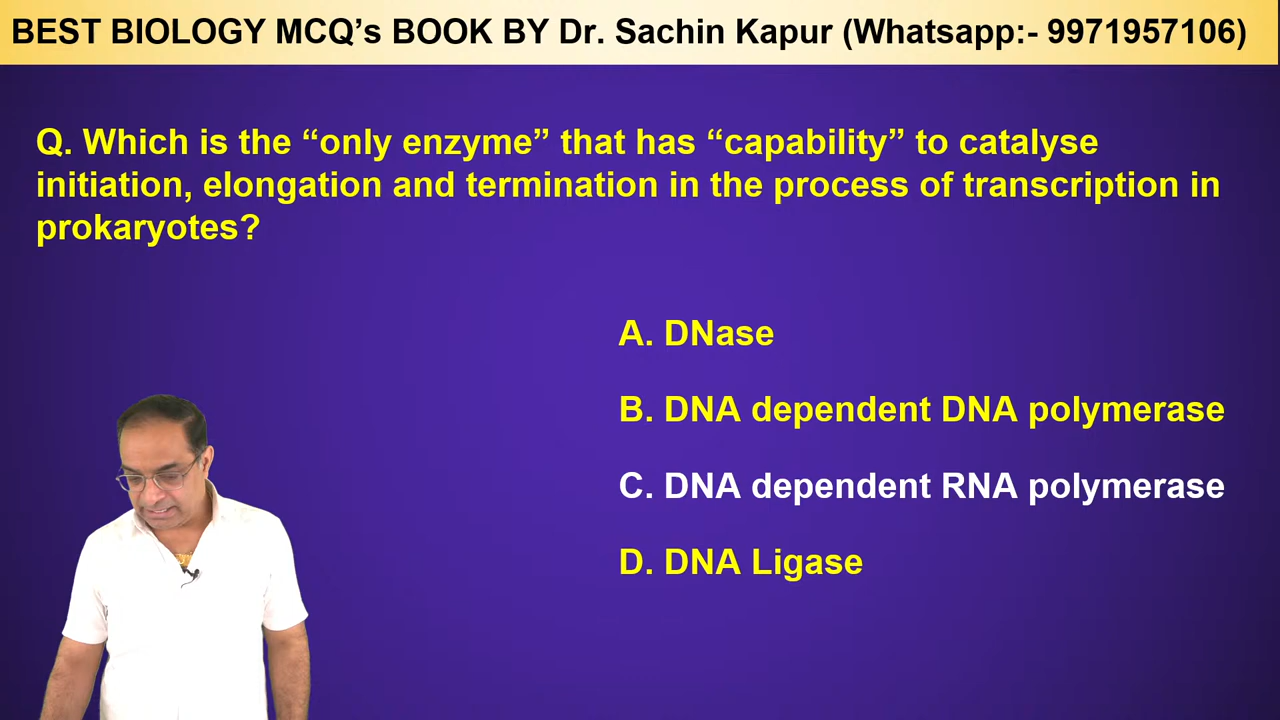 BEST BIOLOGY MCQ’s BOOK BY Dr. Sachin Kapur (Whatsapp:- 9971957106)
Q. Which is the “only enzyme” that has “capability” to catalyse
initiation, elongation and termination in the process of transcription in
prokaryotes?
A. DNase
B. DNA dependent DNA polymerase
C. DNA dependent RNA polymerase
D. DNA Ligase